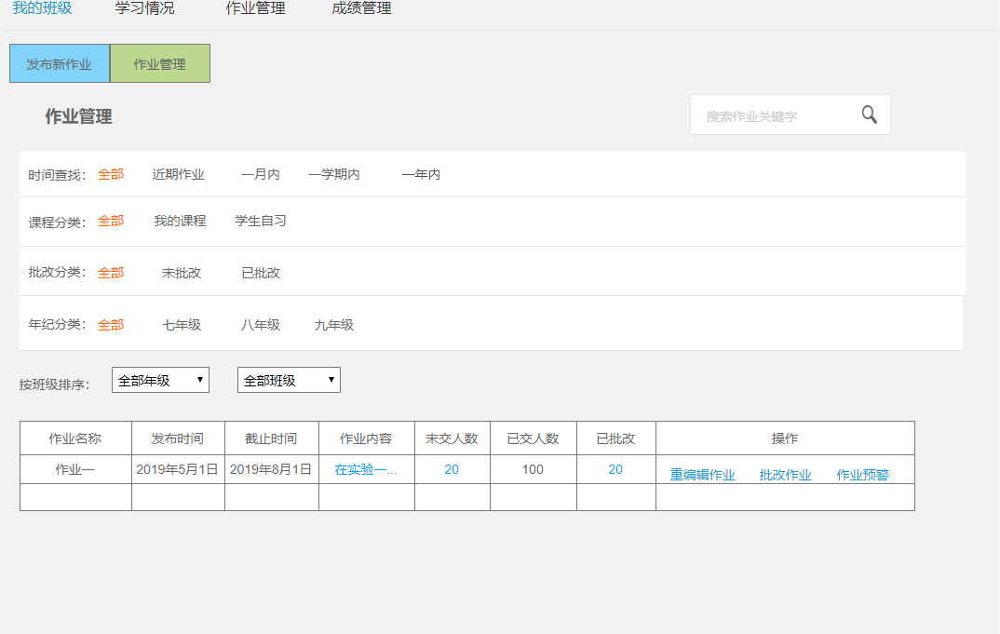 我的班级 学习情况 作业管理 成绩管理
发布新作业 作业管理
作业管理
搜索作业关键字
时间查找： 全部 近期作业 一月内 一学期内 一年内
课程分类： 全部 我的课程 学生自习
批改分类： 全部 未批改 已批改
年纪分类： 全部 七年级 八年级 九年级
按班级排序： 全部年级 全部班级
作业名称 发布时间 截止时间 作业内容 未交人数 已交人数 已批改 操作
作业一 2019年5月1日 2019年8月1日 在实验一... 20 100 20 重编辑作业 批改作业 作业预警